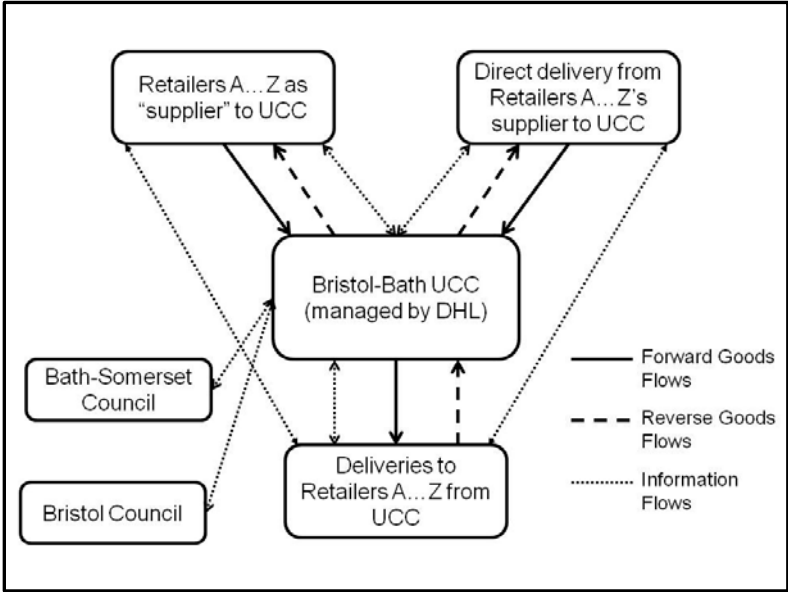 Retailers A...Z as
“supplier” to UCC
Direct delivery from
Retailers A...Z’s
supplier to UCC
Bristol-Bath UCC
(managed by DHL)
Bath-Somerset
Council
Bristol Council
Deliveries to
Retailers A...Z from
UCC
Forward Goods
Flows
Reverse Goods
Flows
Information
Flows